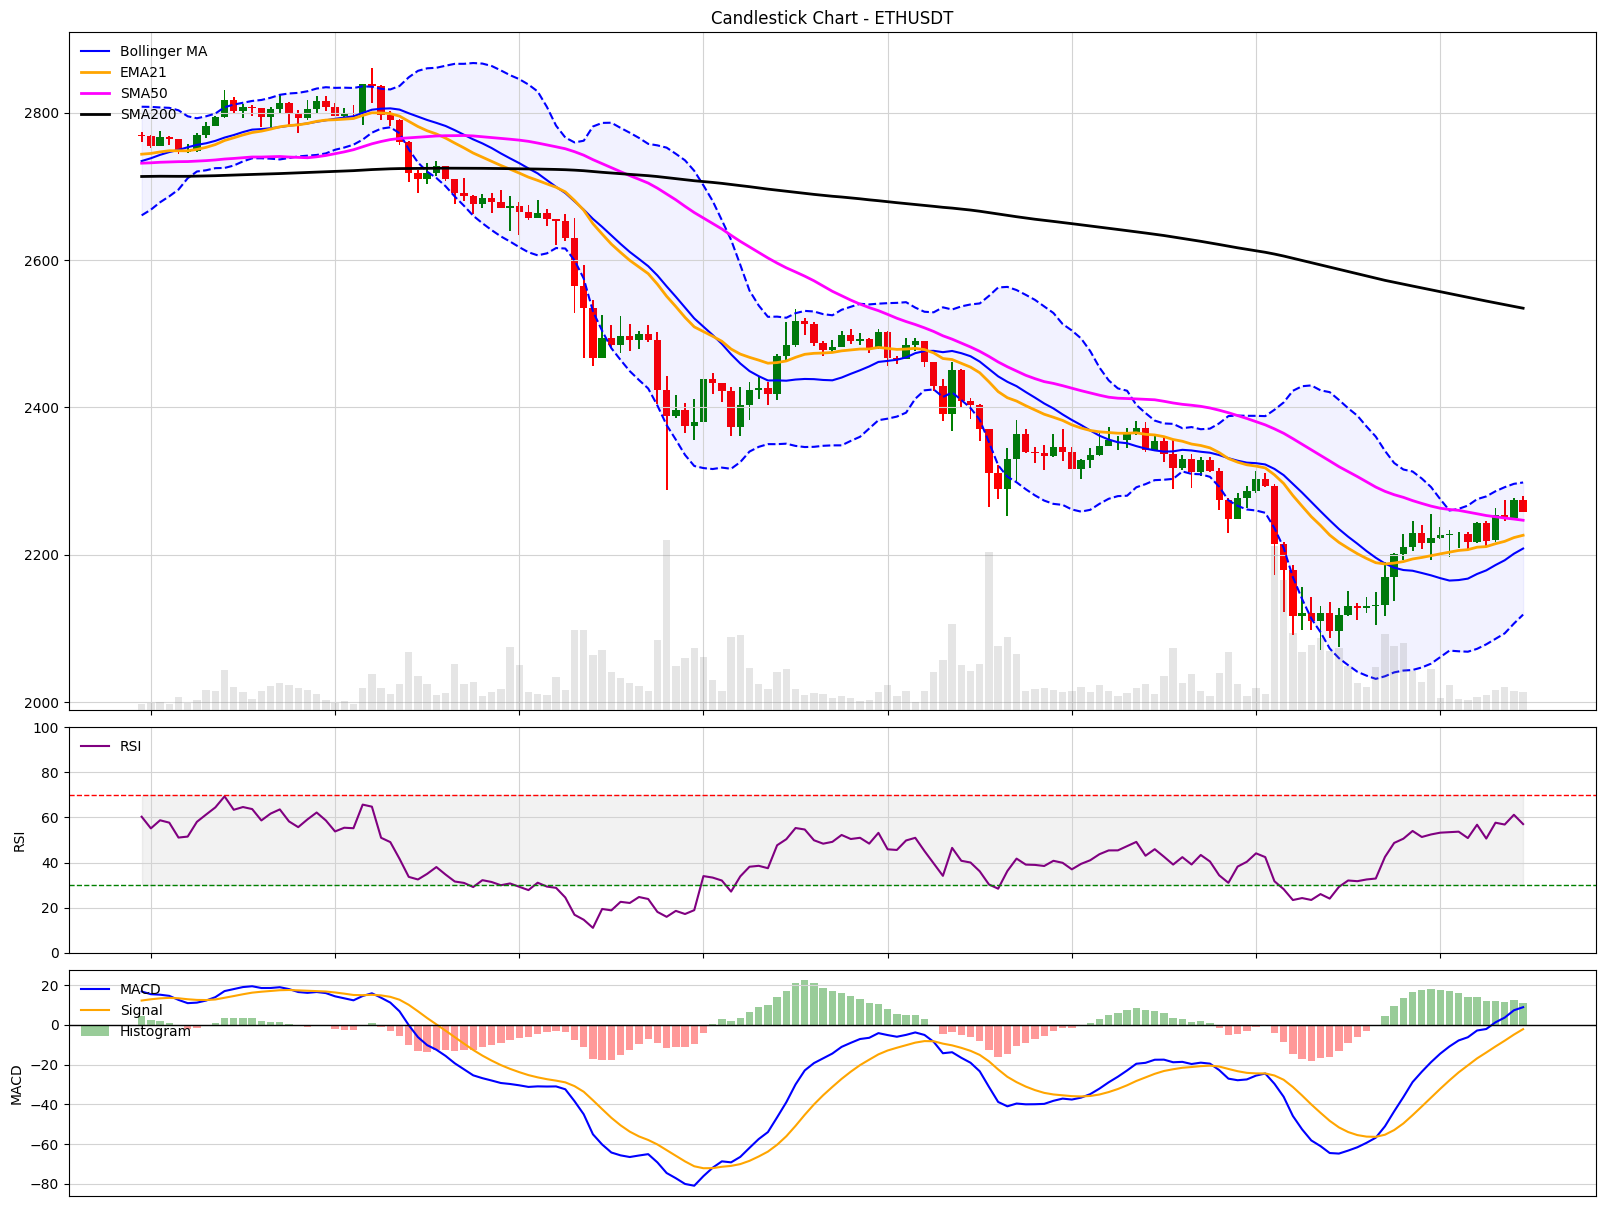 Candlestick Chart - ETHUSDT
Bollinger MA
EMA21
SMA50
SMA200
2800
2600
2400
2200
2000
RSI
RSI
100
80
60
40
20
0
MACD
Signal
Histogram
MACD
20
0
−20
−40
−60
−80